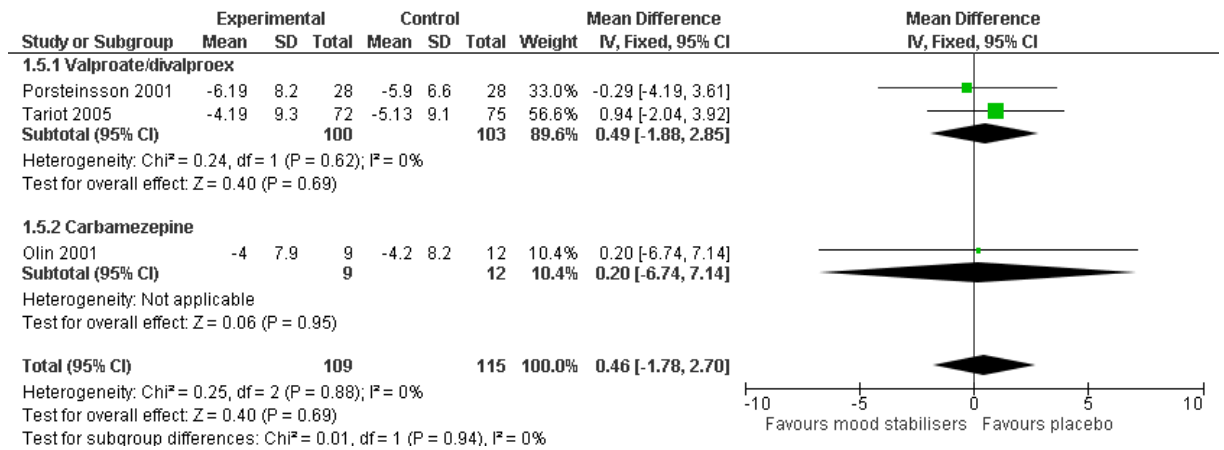 Experimental Control Mean Difference Mean Difference
Study or Subgroup Mean SD Total Mean SD Total Weight IV, Fixed, 95% CI IV, Fixed, 95% CI
1.5.1 Valproate/divalproex
Porsteinsson 2001 -6.19 8.2 28 -5.9 6.6 28 33.0% -0.29 [-4.19, 3.61]
Tariot 2005 -4.19 9.3 72 -5.13 9.1 75 56.6% 0.94 [-2.04, 3.92]
Subtotal (95% CI) 100 103 89.6% 0.49 [-1.88, 2.85]
Heterogeneity: Chi² = 0.24, df = 1 (P = 0.62); I² = 0%
Test for overall effect: Z = 0.40 (P = 0.69)
1.5.2 Carbamezepine
Olin 2001 -4 7.9 9 -4.2 8.2 12 10.4% 0.20 [-6.74, 7.14]
Subtotal (95% CI) 9 12 10.4% 0.20 [-6.74, 7.14]
Heterogeneity: Not applicable
Test for overall effect: Z = 0.06 (P = 0.95)
Total (95% CI) 109 115 100.0% 0.46 [-1.78, 2.70]
Heterogeneity: Chi² = 0.25, df = 2 (P = 0.88); I² = 0%
Test for overall effect: Z = 0.40 (P = 0.69)
Test for subgroup differences: Chi² = 0.01, df = 1 (P = 0.94), I² = 0%
-10 -5 0 5 10
Favours mood stabilisers Favours placebo